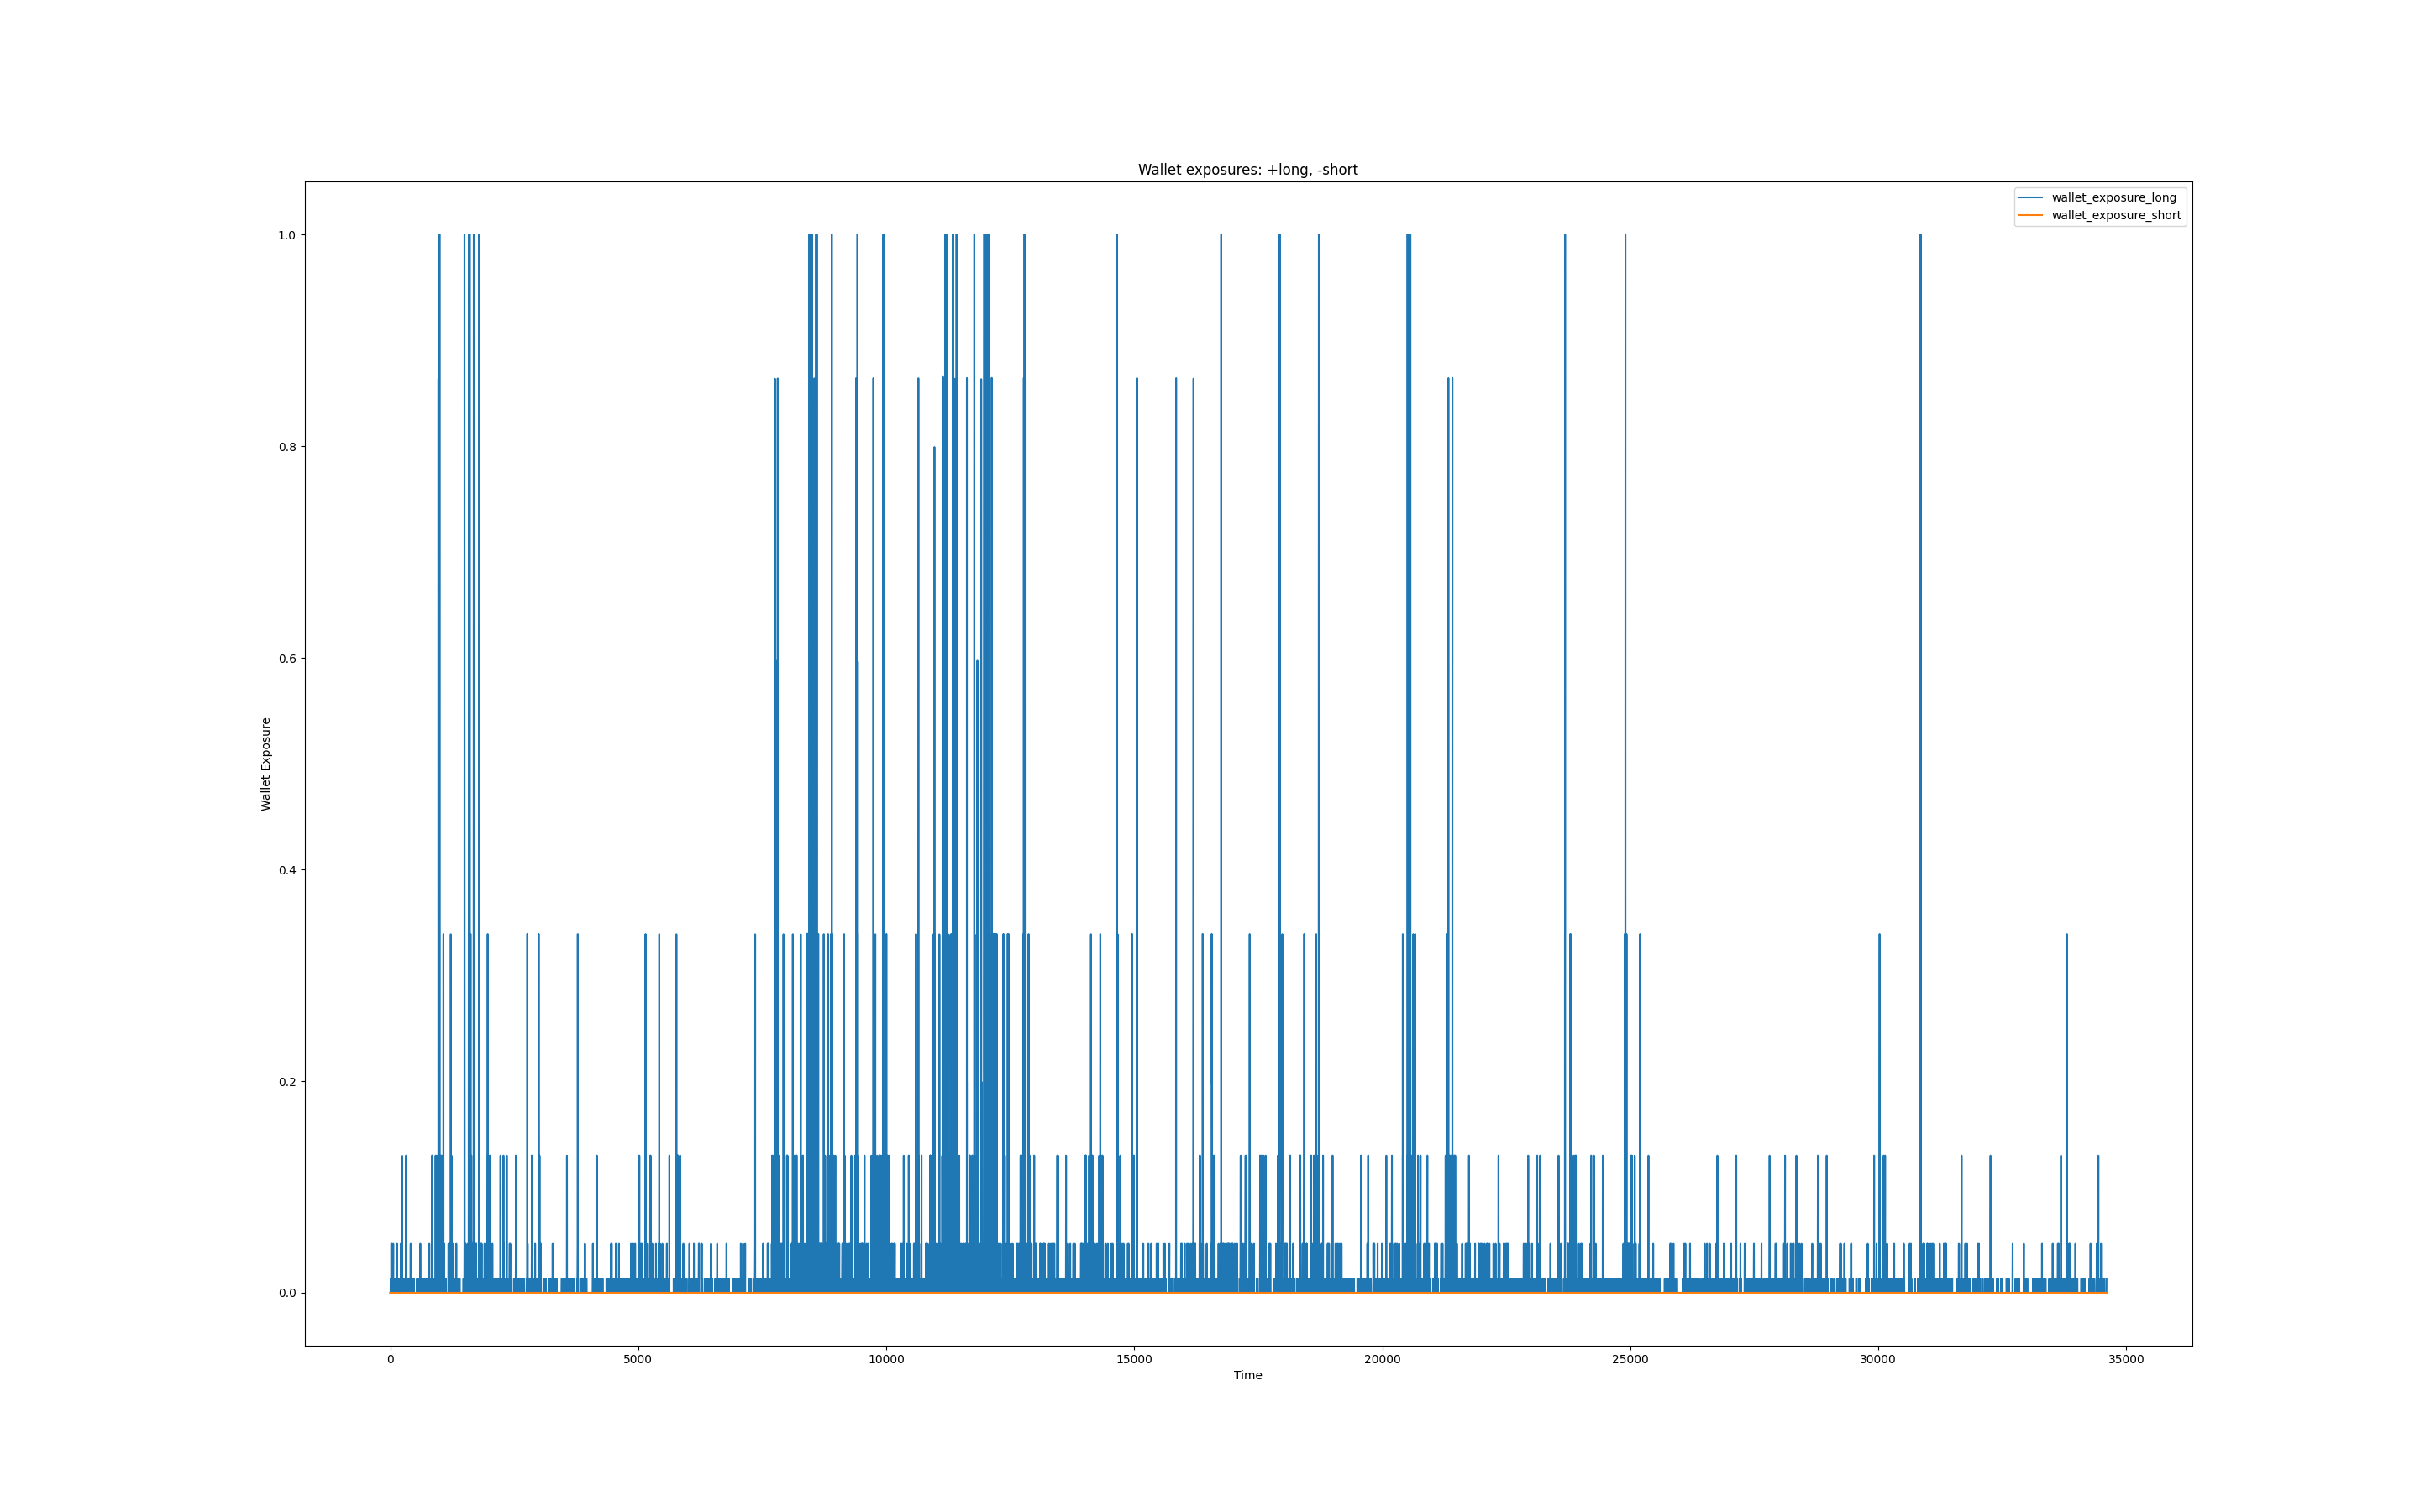 Wallet exposures: +long, -short
wallet_exposure_long
wallet_exposure_short
1.0
0.8
0.6
0.4
0.2
0.0
Wallet Exposure
0 5000 10000 15000 20000 25000 30000 35000
Time